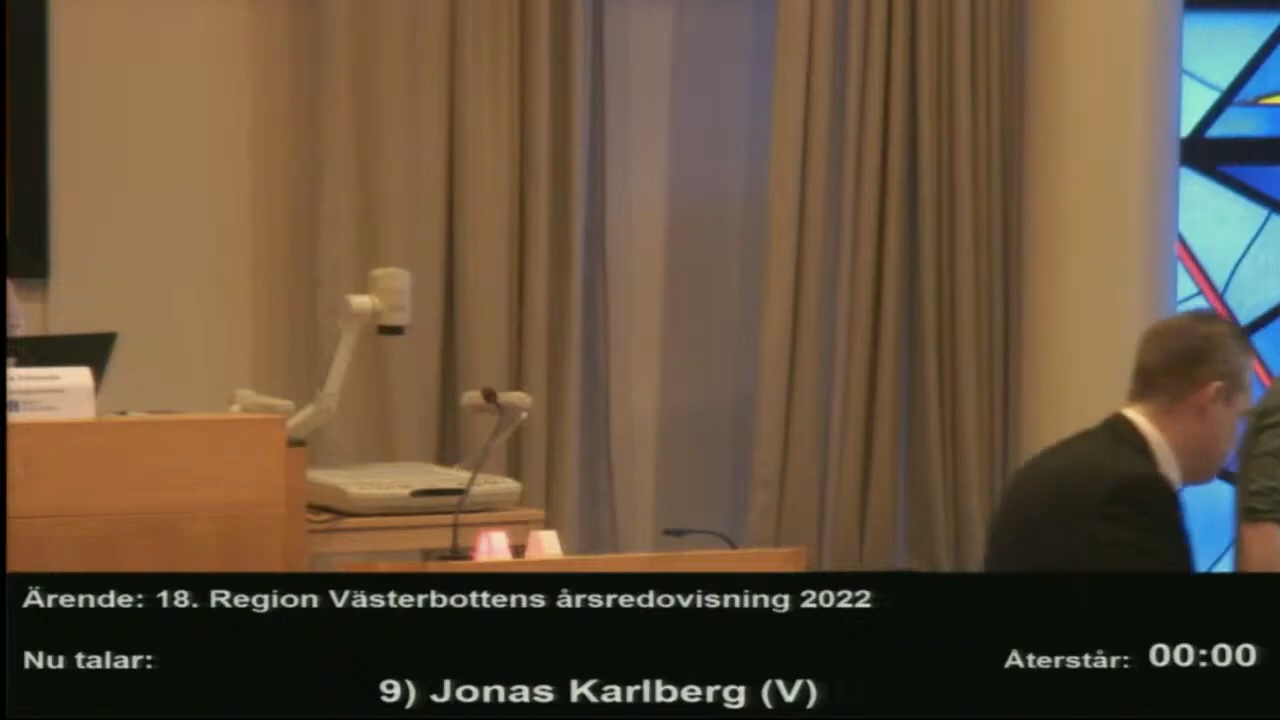 Ärende: 18. Region Västerbottens årsredovisning 2022
Nu talar:
Återstår: 00:00
9) Jonas Karlberg (V)